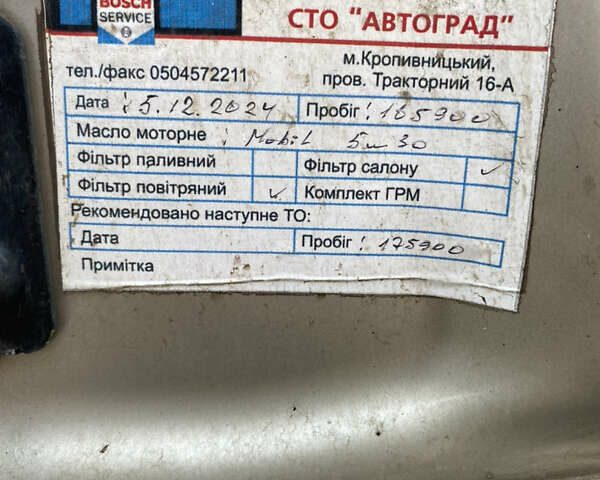 BOSCH
SERVICE
СТО "АВТОГРАД"
м.Кропивницький,
тел./факс 0504572211
пров. Тракторний 16-А
Дата : 5.12.2024 Пробіг : 165900
Масло моторне : Mobil 5w30
Фільтр паливний Фільтр салону ✓
Фільтр повітряний ✓ Комплект ГРМ
Рекомендовано наступне ТО:
Дата Пробіг : 175900
Примітка